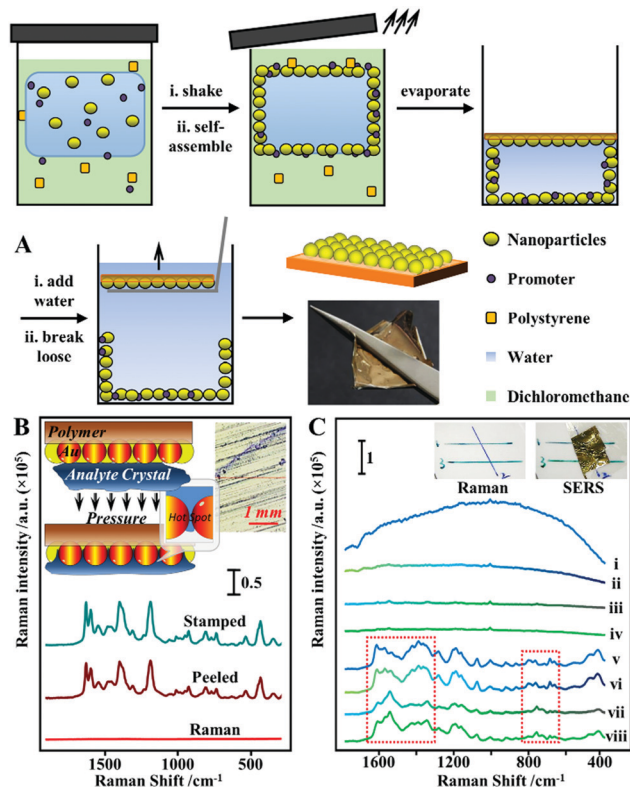 i. shake
ii. self-
assemble
evaporate
A
i. add
water
ii. break
loose
Nanoparticles
Promoter
Polystyrene
Water
Dichloromethane
B
Polymer
Au
Analyte Crystal
Pressure
Hot Spot
1 mm
0.5
Stamped
Peeled
Raman
Raman intensity /a.u. (×10⁵)
1500 1000 500
Raman Shift /cm⁻¹
C
1
Raman SERS
i
ii
iii
iv
v
vi
vii
viii
Raman intensity /a.u. (×10⁵)
1600 1200 800 400
Raman Shift /cm⁻¹